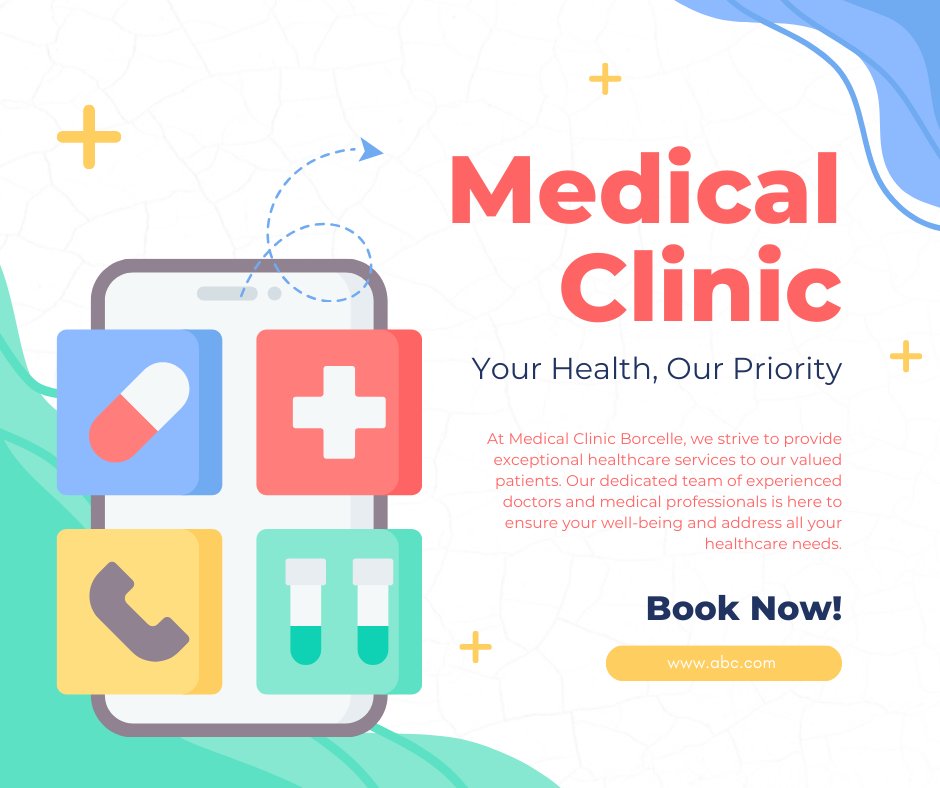 Medical
Clinic
Your Health, Our Priority
At Medical Clinic Borcelle, we strive to provide
exceptional healthcare services to our valued
patients. Our dedicated team of experienced
doctors and medical professionals is here to
ensure your well-being and address all your
healthcare needs.
Book Now!
www.abc.com